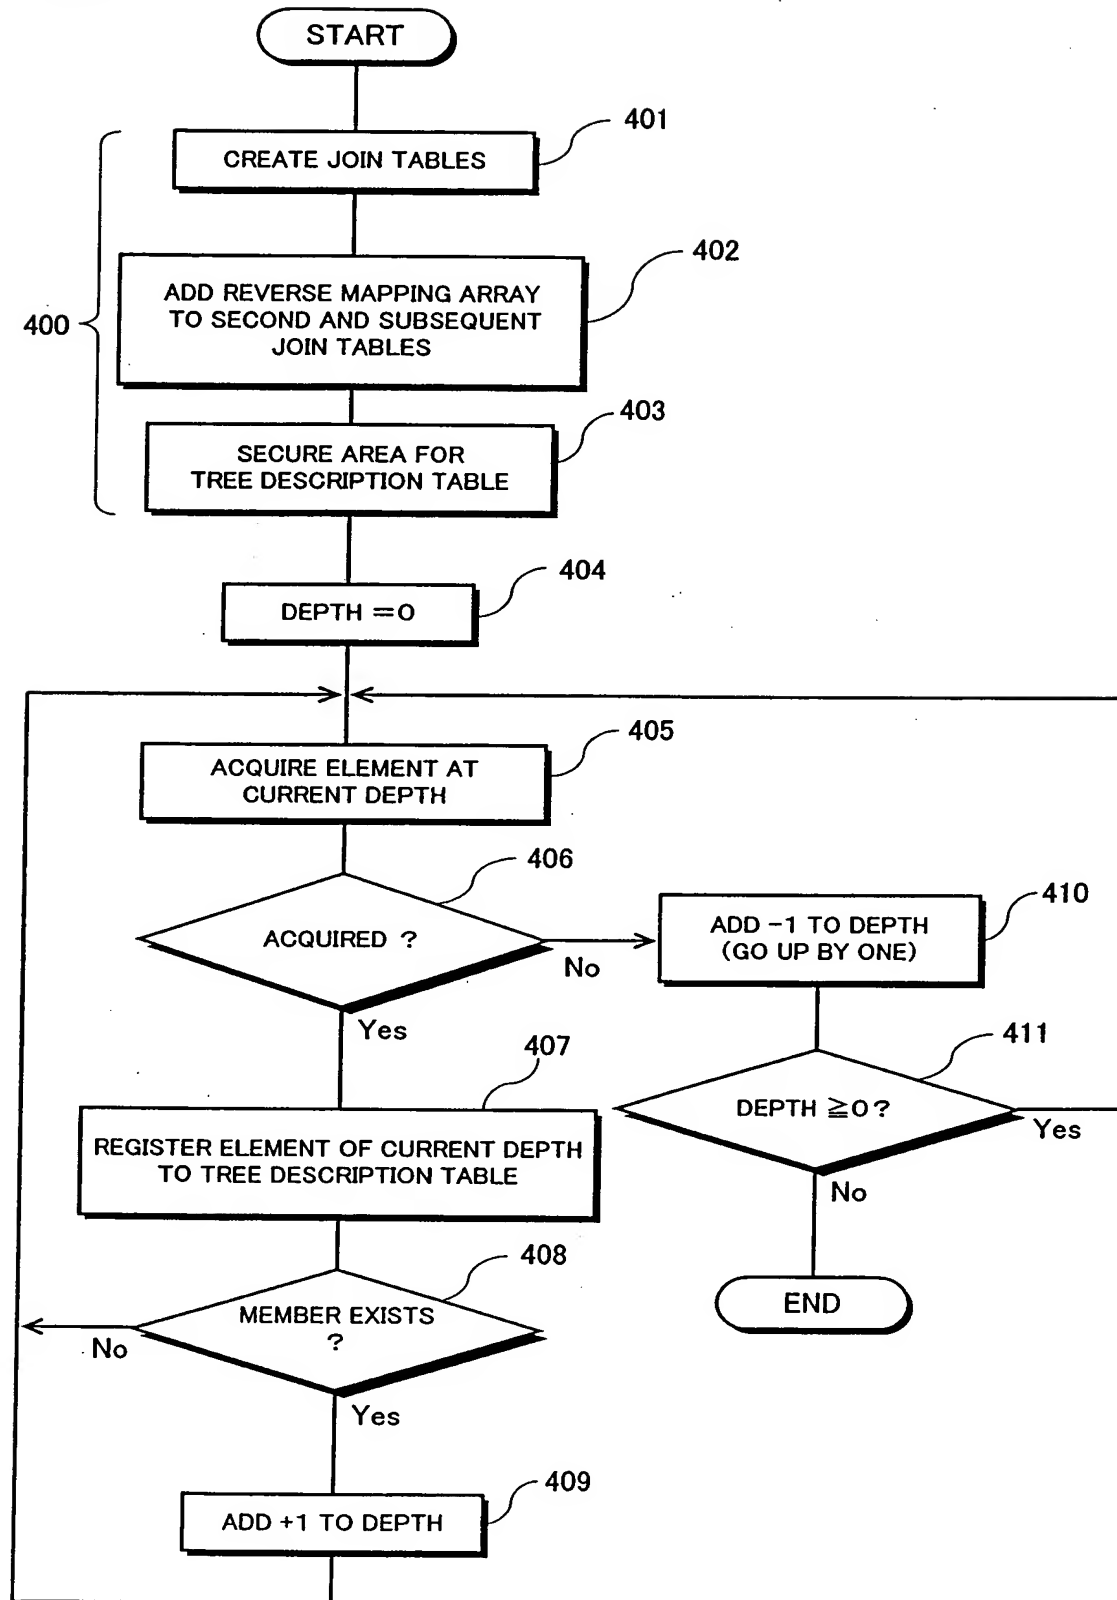 START
401
CREATE JOIN TABLES
402
ADD REVERSE MAPPING ARRAY
TO SECOND AND SUBSEQUENT
JOIN TABLES
400
403
SECURE AREA FOR
TREE DESCRIPTION TABLE
404
DEPTH =0
405
ACQUIRE ELEMENT AT
CURRENT DEPTH
406
ACQUIRED ?
No
Yes
410
ADD -1 TO DEPTH
(GO UP BY ONE)
411
DEPTH ≧0?
Yes
No
407
REGISTER ELEMENT OF CURRENT DEPTH
TO TREE DESCRIPTION TABLE
408
MEMBER EXISTS
?
No
Yes
END
409
ADD +1 TO DEPTH